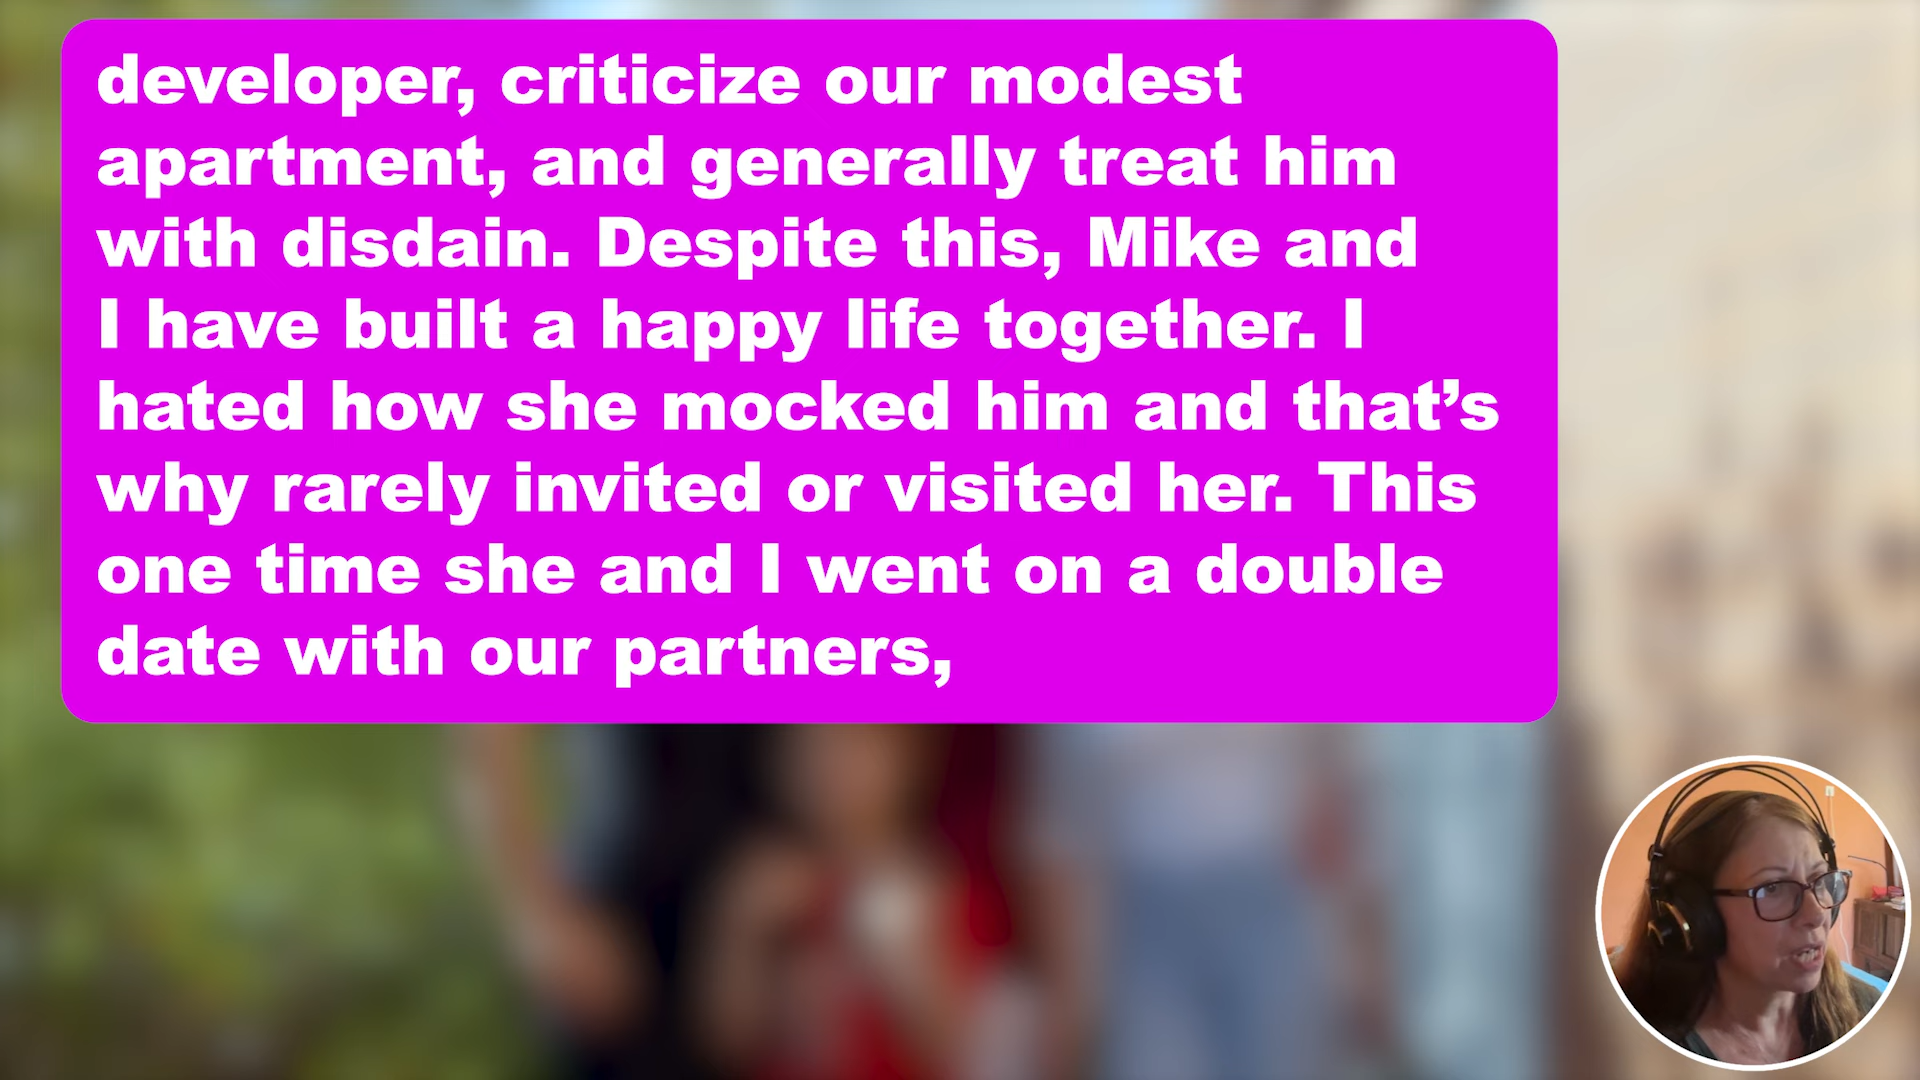 developer, criticize our modest
apartment, and generally treat him
with disdain. Despite this, Mike and
I have built a happy life together. I
hated how she mocked him and that’s
why rarely invited or visited her. This
one time she and I went on a double
date with our partners,